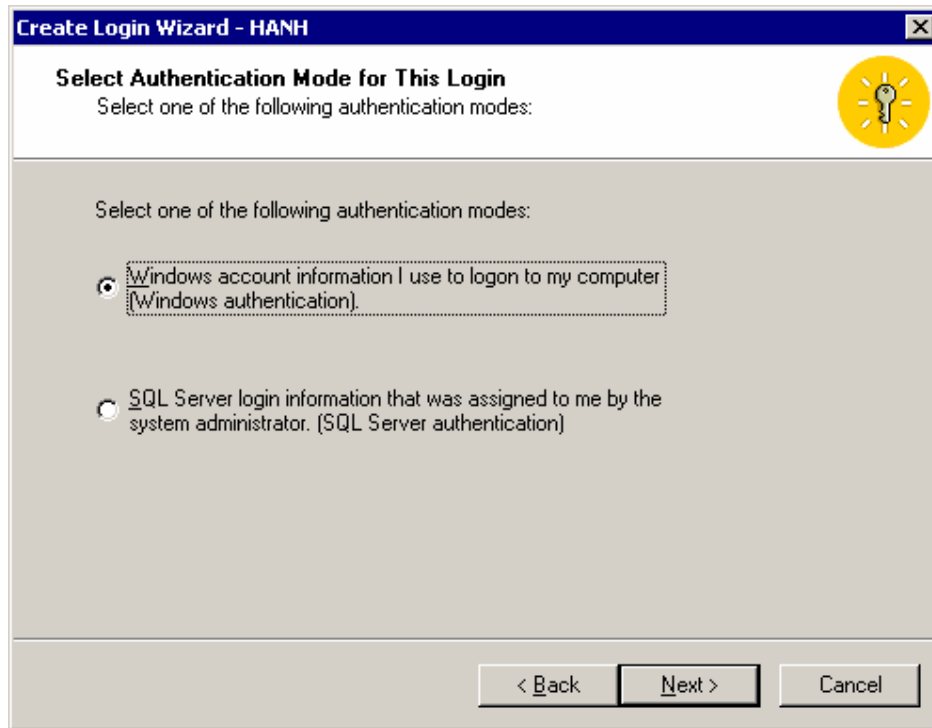 Create Login Wizard - HANH
Select Authentication Mode for This Login
Select one of the following authentication modes:
Select one of the following authentication modes:
Windows account information I use to logon to my computer
(Windows authentication).
SQL Server login information that was assigned to me by the
system administrator. (SQL Server authentication)
< Back
Next >
Cancel